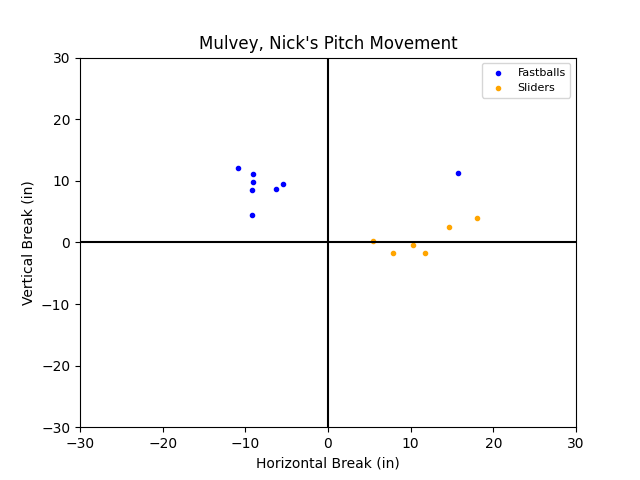 Mulvey, Nick's Pitch Movement
Fastballs
Sliders
30
20
10
0
−10
−20
−30
Vertical Break (in)
−30
−20
−10
0
10
20
30
Horizontal Break (in)